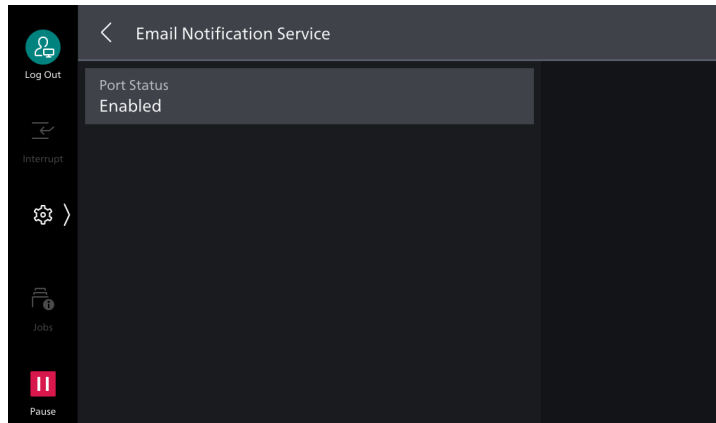 Email Notification Service
Log Out
Port Status
Enabled
Interrupt
Jobs
Pause